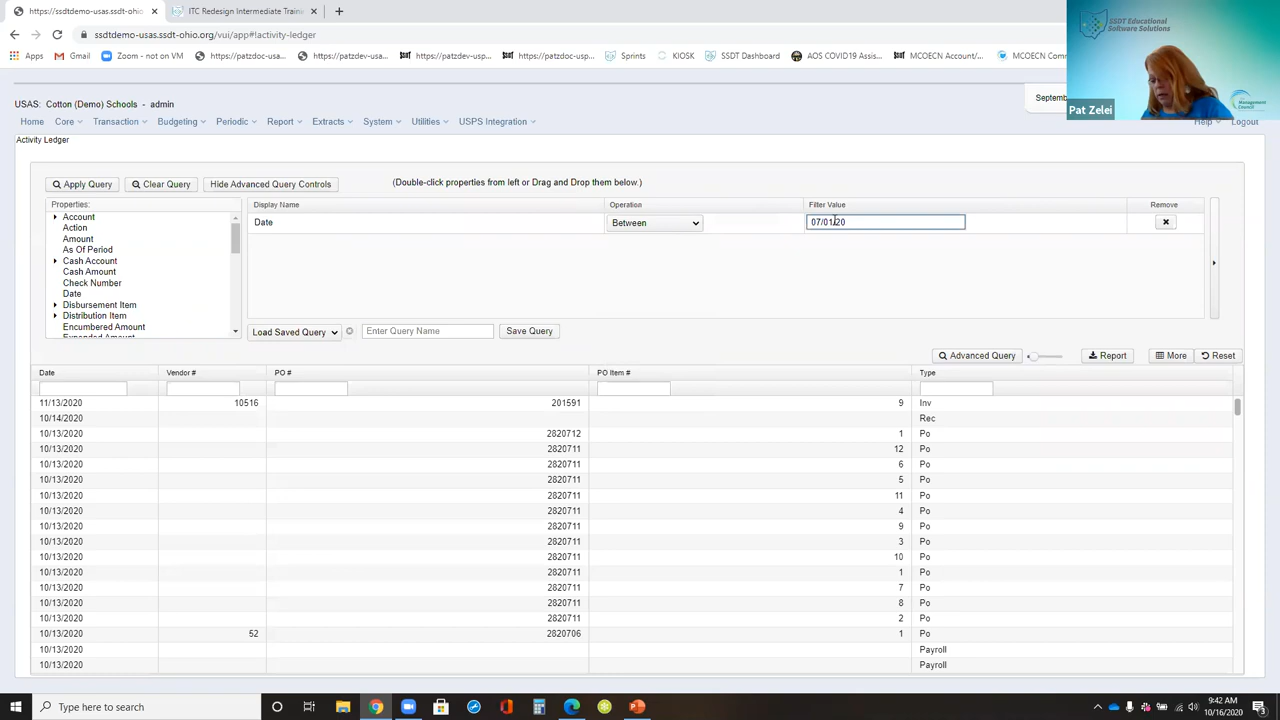 https://ssdtdemo-usas.ssdt-ohio
ITC Redesign Intermediate Traini
ssdtdemo-usas.ssdt-ohio.org/vui/app#!activity-ledger
Apps
Gmail
Zoom - not on VM
https://patzdoc-usa...
https://patzdev-usa...
https://patzdev-usp...
https://patzdoc-usp...
Sprints
KIOSK
SSDT Dashboard
AOS COVID19 Assis...
MCOECN Account/...
MCOECN Comm
SSDT Educational
Software Solutions
Management
Council
Pat Zelei
USAS: Cotton (Demo) Schools - admin
Septemb
Home
Core
Transaction
Budgeting
Periodic
Report
Extracts
System
Utilities
USPS Integration
Help
Logout
Activity Ledger
Apply Query
Clear Query
Hide Advanced Query Controls
(Double-click properties from left or Drag and Drop them below.)
Properties:
Account
Action
Amount
As Of Period
Cash Account
Cash Amount
Check Number
Date
Disbursement Item
Distribution Item
Encumbered Amount
Expended Amount
Display Name Operation Filter Value Remove
Date Between 07/01/20
Load Saved Query
Enter Query Name
Save Query
Advanced Query
Report
More
Reset
Date Vendor # PO # PO Item # Type
11/13/2020 10516 201591 9 Inv
10/14/2020 Rec
10/13/2020 2820712 1 Po
10/13/2020 2820711 12 Po
10/13/2020 2820711 6 Po
10/13/2020 2820711 5 Po
10/13/2020 2820711 11 Po
10/13/2020 2820711 4 Po
10/13/2020 2820711 9 Po
10/13/2020 2820711 3 Po
10/13/2020 2820711 10 Po
10/13/2020 2820711 1 Po
10/13/2020 2820711 7 Po
10/13/2020 2820711 8 Po
10/13/2020 2820711 2 Po
10/13/2020 52 2820706 1 Po
10/13/2020 Payroll
10/13/2020 Payroll
Type here to search
9:42 AM
10/16/2020
3